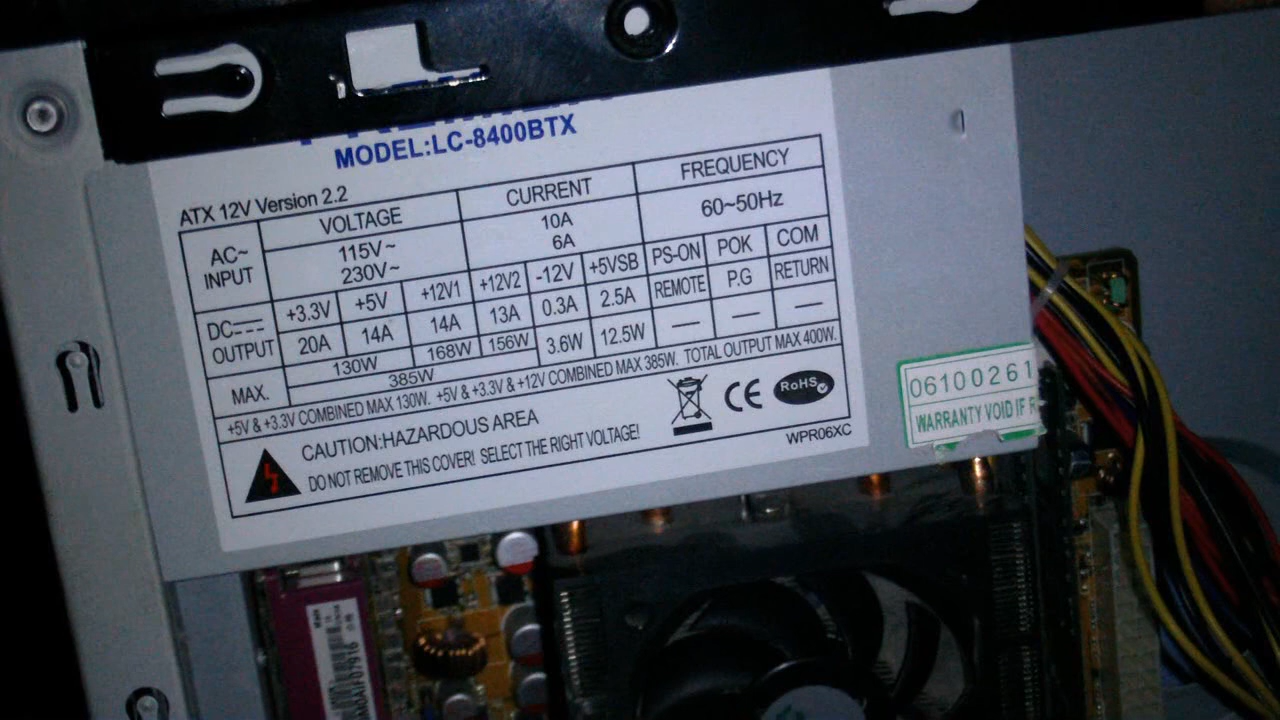 MODEL:LC-8400BTX
ATX 12V Version 2.2
AC~ INPUT VOLTAGE CURRENT FREQUENCY
115V~ 10A 60~50Hz
230V~ 6A
DC⎓ OUTPUT +3.3V +5V +12V1 +12V2 -12V +5VSB PS-ON POK COM
20A 14A 14A 13A 0.3A 2.5A REMOTE P.G RETURN
MAX. 130W 168W 156W 3.6W 12.5W — — —
385W
+5V & +3.3V COMBINED MAX 130W. +5V & +3.3V & +12V COMBINED MAX 385W. TOTAL OUTPUT MAX 400W.
CAUTION:HAZARDOUS AREA
DO NOT REMOVE THIS COVER! SELECT THE RIGHT VOLTAGE!
CE
RoHS
WPR06XC
06100261
WARRANTY VOID IF